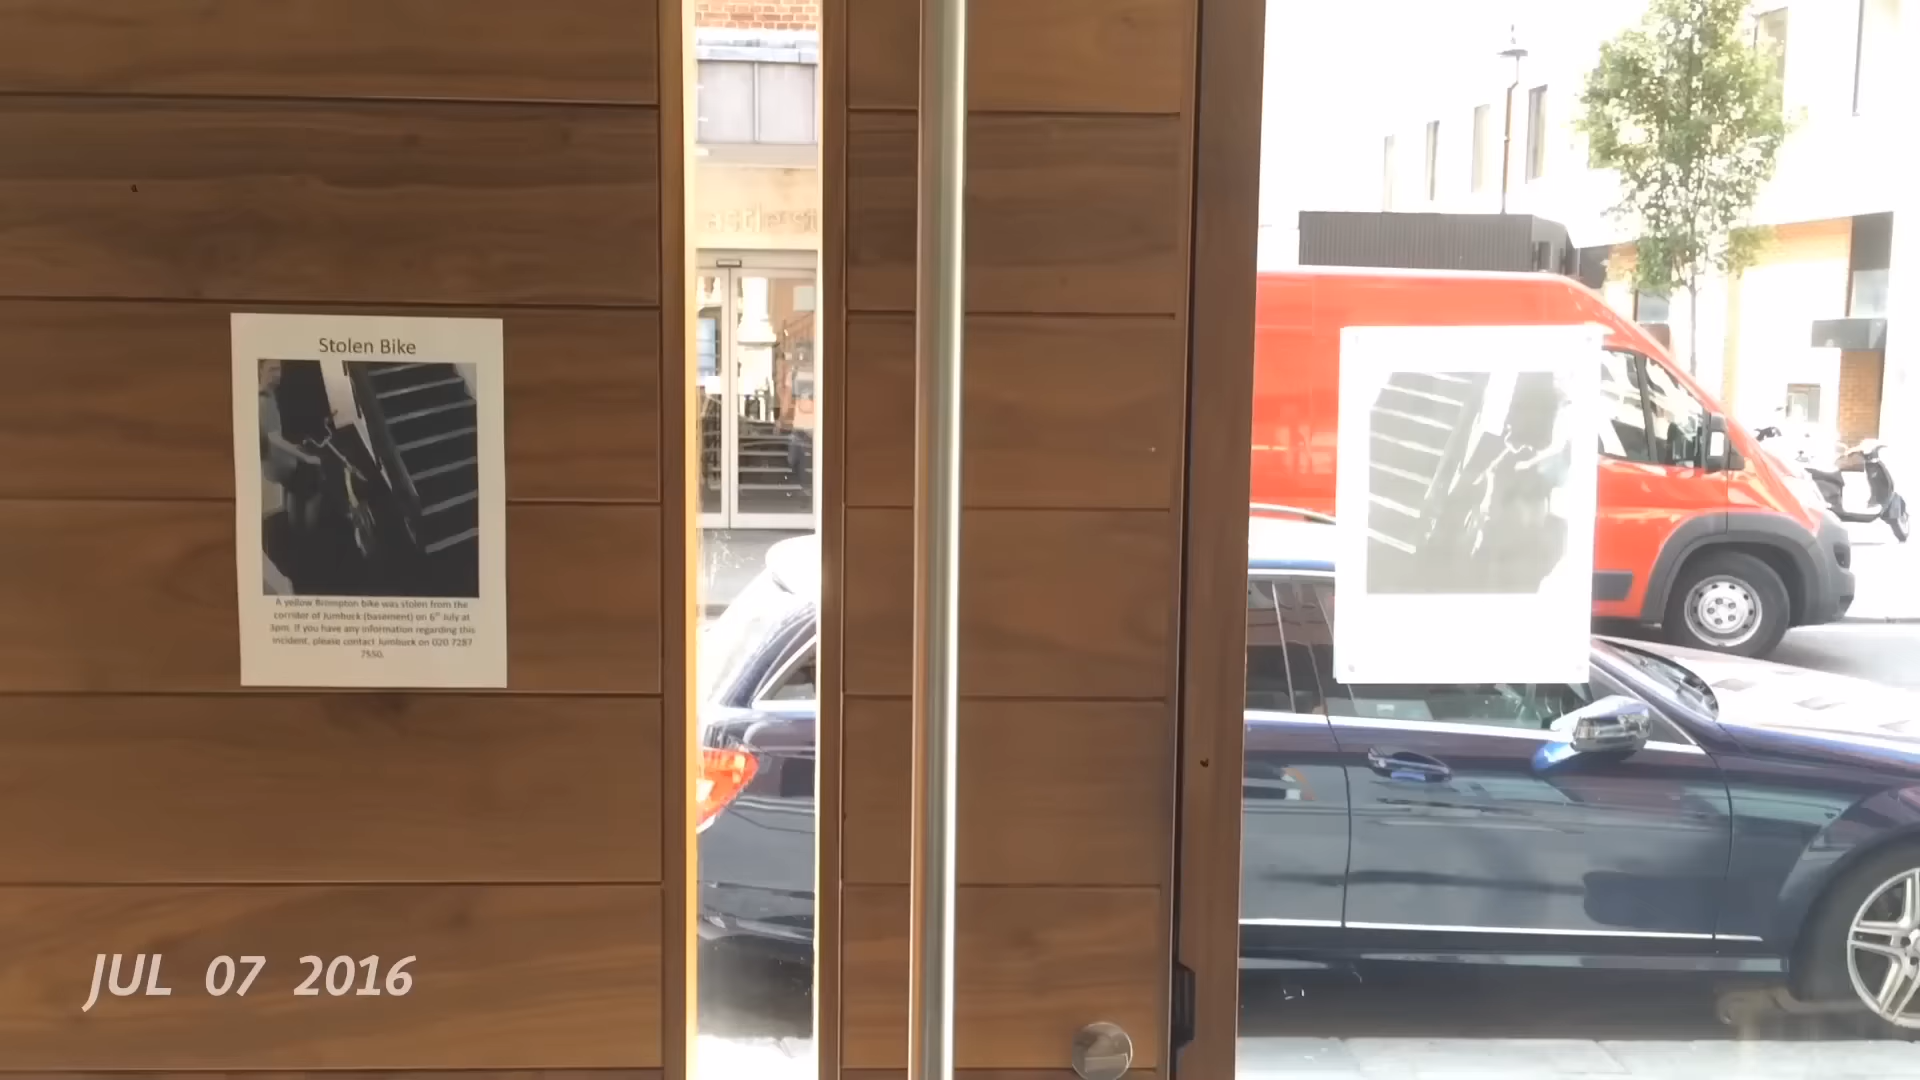 Stolen Bike
A yellow Brompton bike was stolen from the
corridor of Jumbuck (basement) on 6th July at
3pm. If you have any information regarding this
incident, please contact Jumbuck on 020 7287
7550.
JUL 07 2016